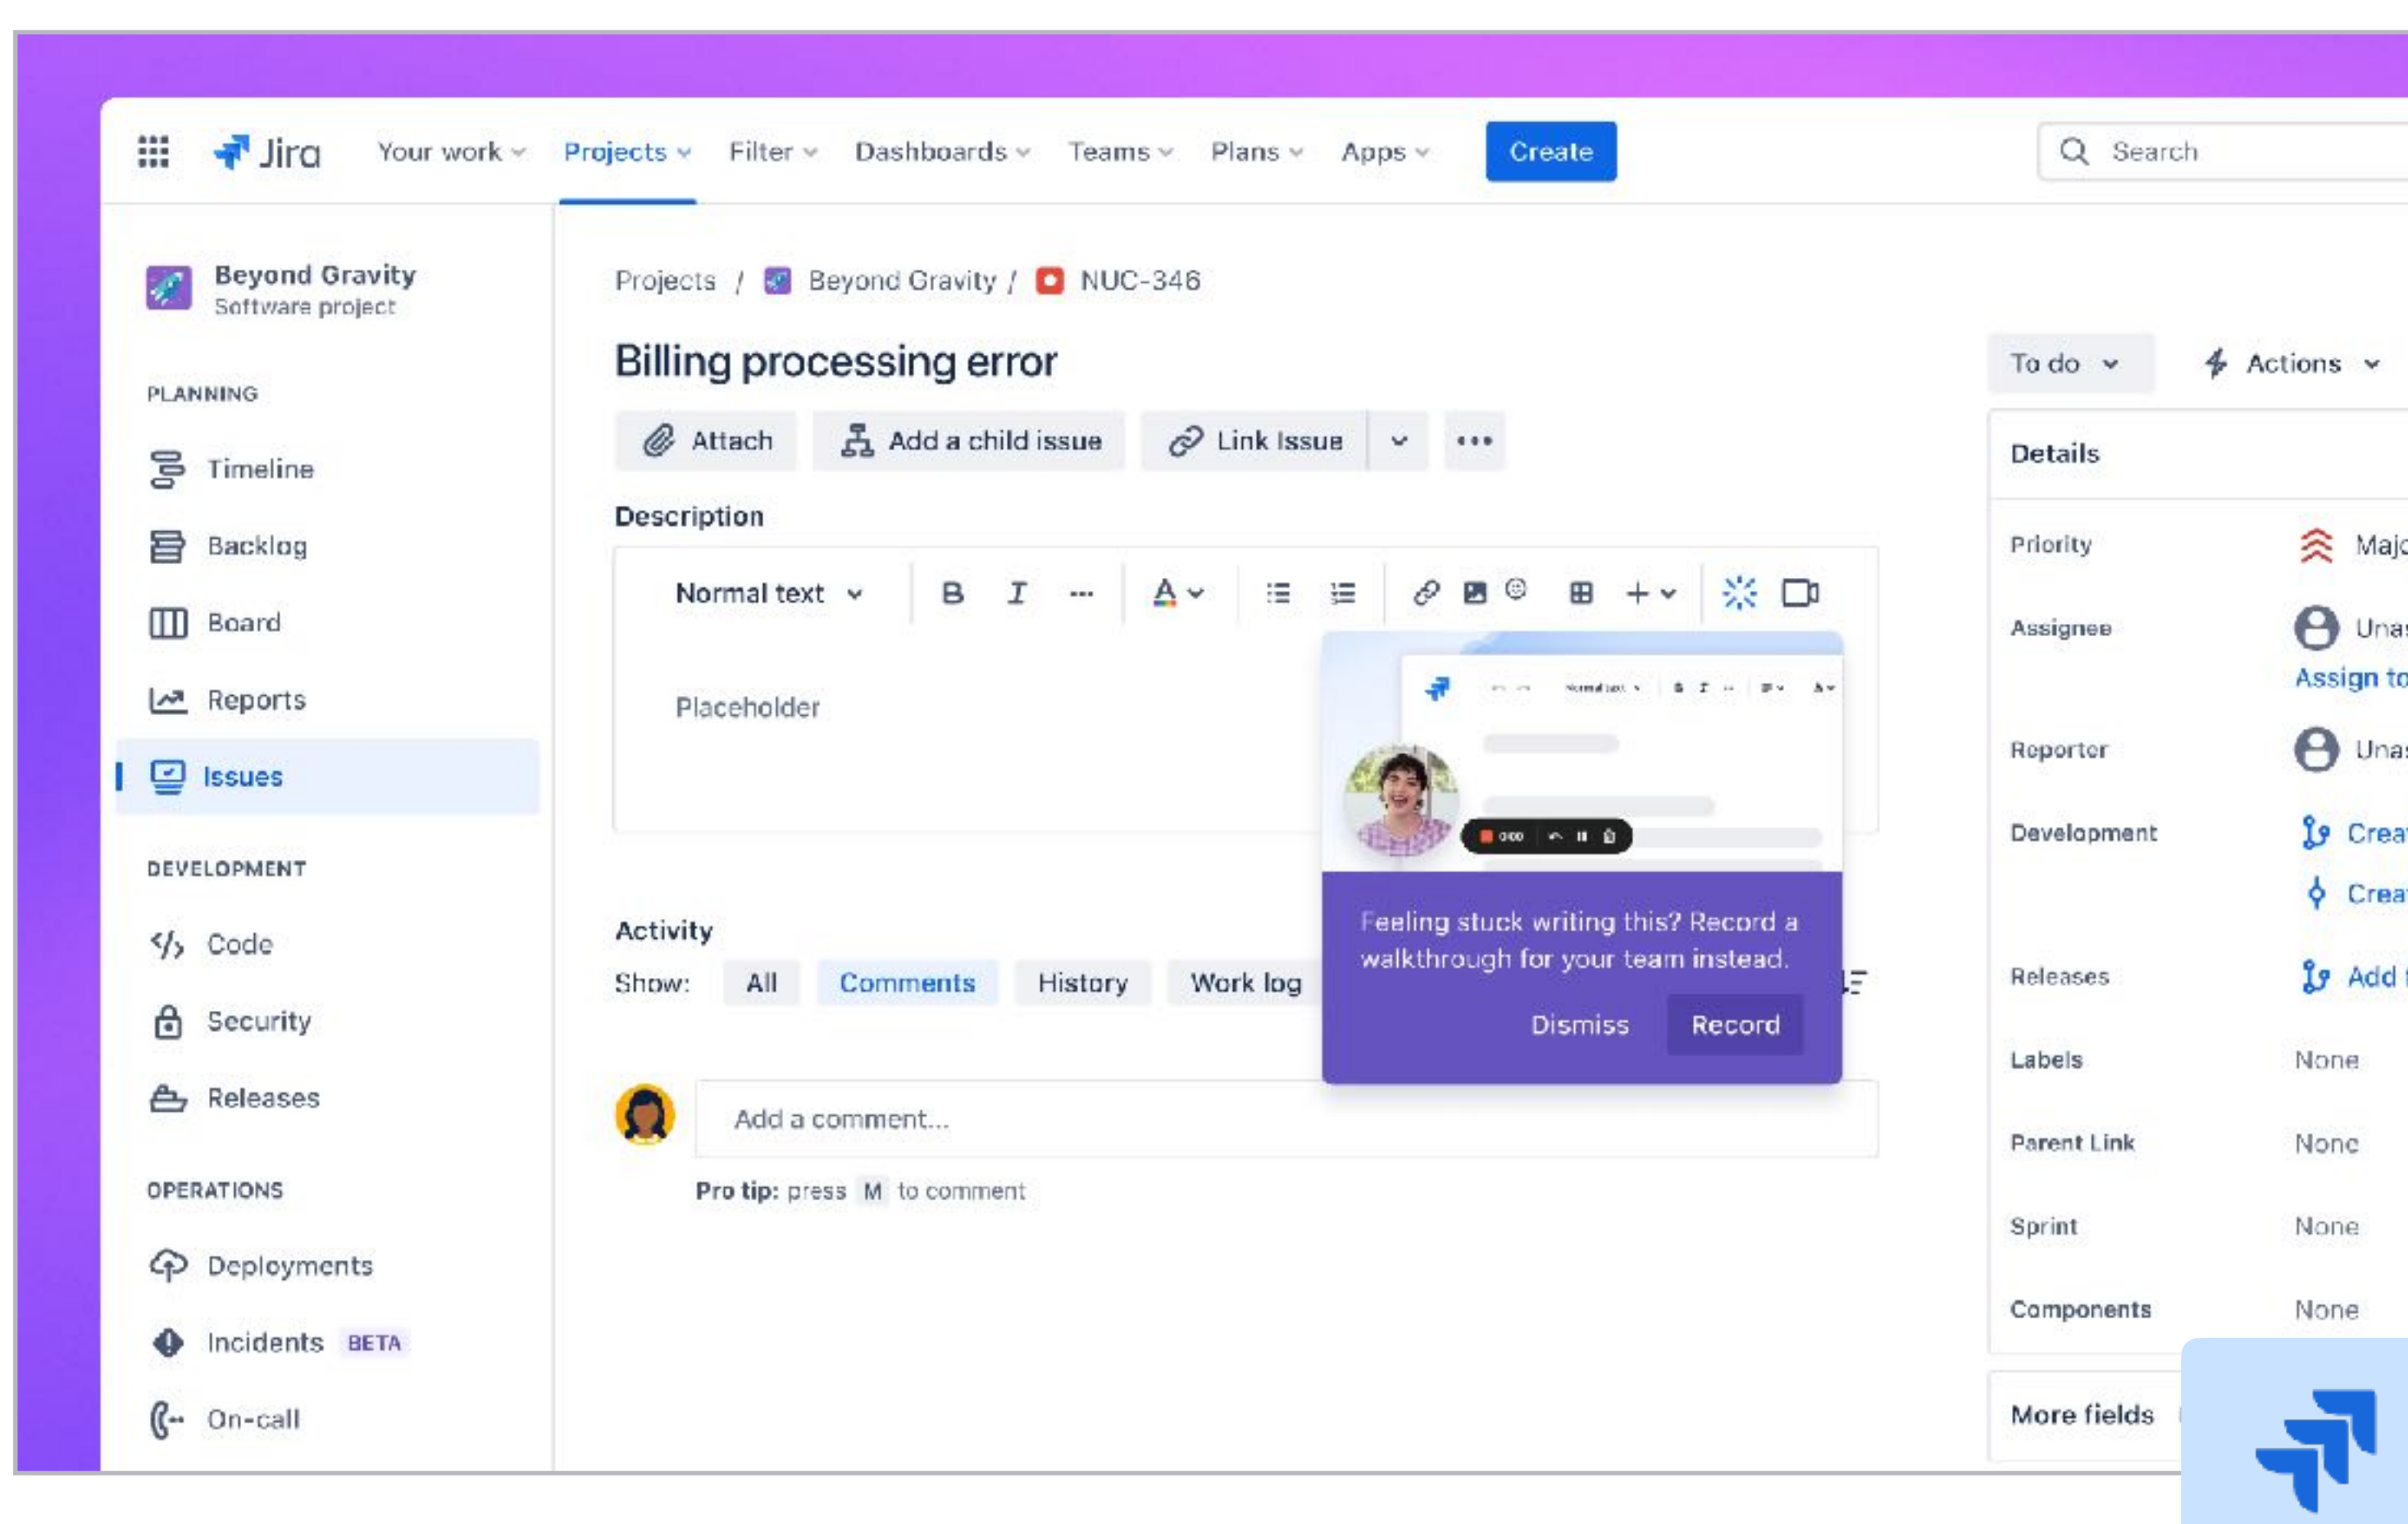 Jira Your work Projects Filter Dashboards Teams Plans Apps Create Search
Beyond Gravity
Software project
PLANNING
Timeline
Backlog
Board
Reports
Issues
DEVELOPMENT
Code
Security
Releases
OPERATIONS
Deployments
Incidents BETA
On-call
Projects / Beyond Gravity / NUC-346
Billing processing error
Attach Add a child issue Link Issue
Description
Normal text B I A
Placeholder
Normal text B I A
0:00
Feeling stuck writing this? Record a
walkthrough for your team instead.
Dismiss Record
Activity
Show: All Comments History Work log
Add a comment...
Pro tip: press M to comment
To do Actions
Details
Priority
Assignee
Assign to
Reporter
Development
Releases Add
Labels None
Parent Link None
Sprint None
Components None
More fields